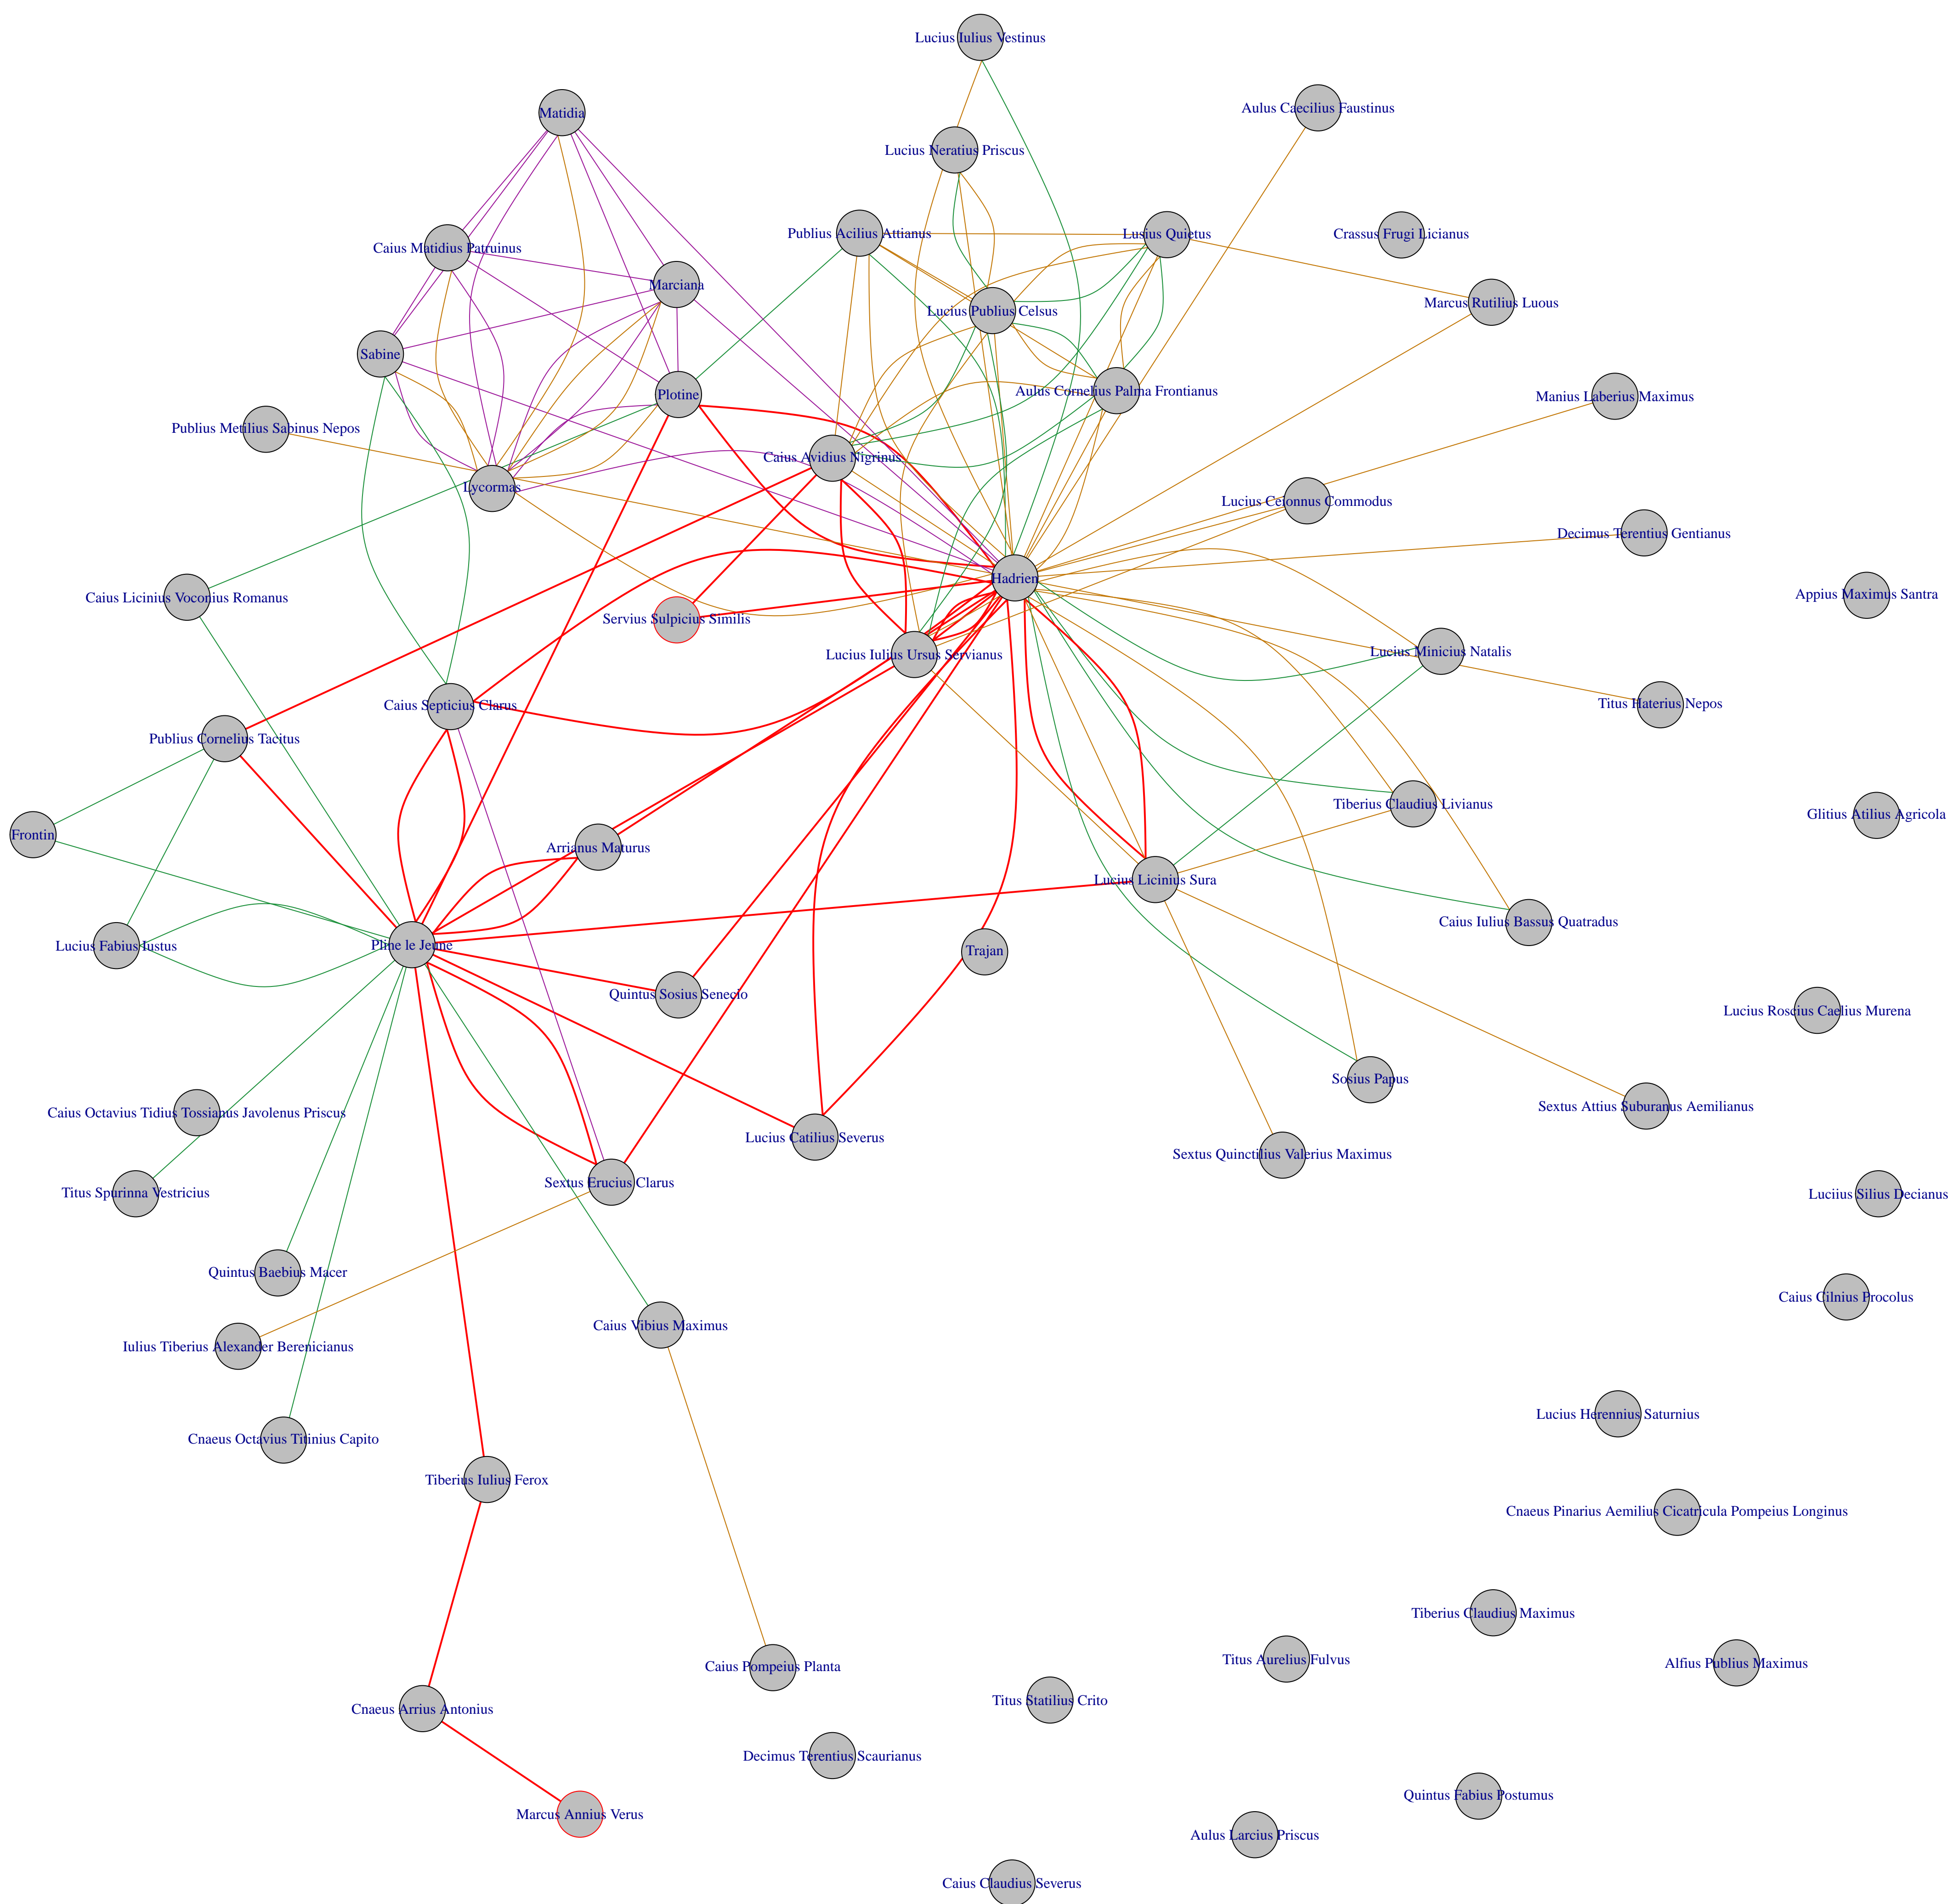 Lucius Iulius Vestinus
Aulus Caecilius Faustinus
Matidia
Lucius Neratius Priscus
Publius Acilius Attianus
Lusius Quietus
Crassus Frugi Licianus
Caius Matidius Patruinus
Marciana
Marcus Rutilius Luous
Lucius Publius Celsus
Sabine
Plotine
Aulus Cornelius Palma Frontianus
Manius Laberius Maximus
Publius Metilius Sabinus Nepos
Caius Avidius Nigrinus
Lycormas
Lucius Ceionnus Commodus
Decimus Terentius Gentianus
Hadrien
Appius Maximus Santra
Caius Licinius Voconius Romanus
Servius Sulpicius Similis
Lucius Iulius Ursus Servianus
Lucius Minicius Natalis
Caius Septicius Clarus
Titus Haterius Nepos
Publius Cornelius Tacitus
Tiberius Claudius Livianus
Glitius Atilius Agricola
Frontin
Arrianus Maturus
Lucius Licinius Sura
Caius Iulius Bassus Quatradus
Lucius Fabius Iustus
Pline le Jeune
Trajan
Quintus Sosius Senecio
Lucius Roscius Caelius Murena
Sosius Papus
Sextus Attius Suburanus Aemilianus
Caius Octavius Tidius Tossianus Javolenus Priscus
Lucius Catilius Severus
Sextus Quinctilius Valerius Maximus
Sextus Erucius Clarus
Titus Spurinna Vestricius
Luciius Silius Decianus
Quintus Baebius Macer
Caius Cilnius Procolus
Caius Vibius Maximus
Iulius Tiberius Alexander Berenicianus
Lucius Herennius Saturnius
Cnaeus Octavius Titinius Capito
Tiberius Iulius Ferox
Cnaeus Pinarius Aemilius Cicatricula Pompeius Longinus
Tiberius Claudius Maximus
Titus Aurelius Fulvus
Alfius Publius Maximus
Caius Pompeius Planta
Titus Statilius Crito
Cnaeus Arrius Antonius
Decimus Terentius Scaurianus
Quintus Fabius Postumus
Marcus Annius Verus
Aulus Larcius Priscus
Caius Claudius Severus